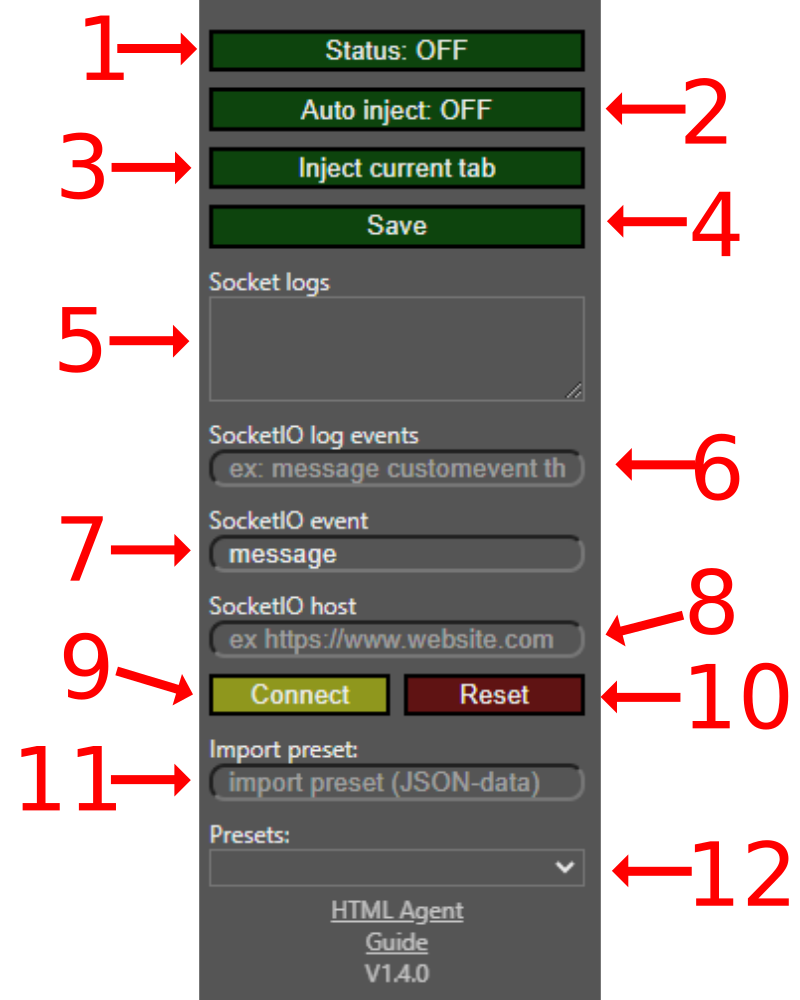 1
Status: OFF
Auto inject: OFF
2
3
Inject current tab
Save
4
Socket logs
5
SocketIO log events
ex: message customevent th
6
SocketIO event
7
message
SocketIO host
ex https://www.website.com
8
9
Connect
Reset
10
Import preset:
11
import preset (JSON-data)
Presets:
12
HTML Agent
Guide
V1.4.0